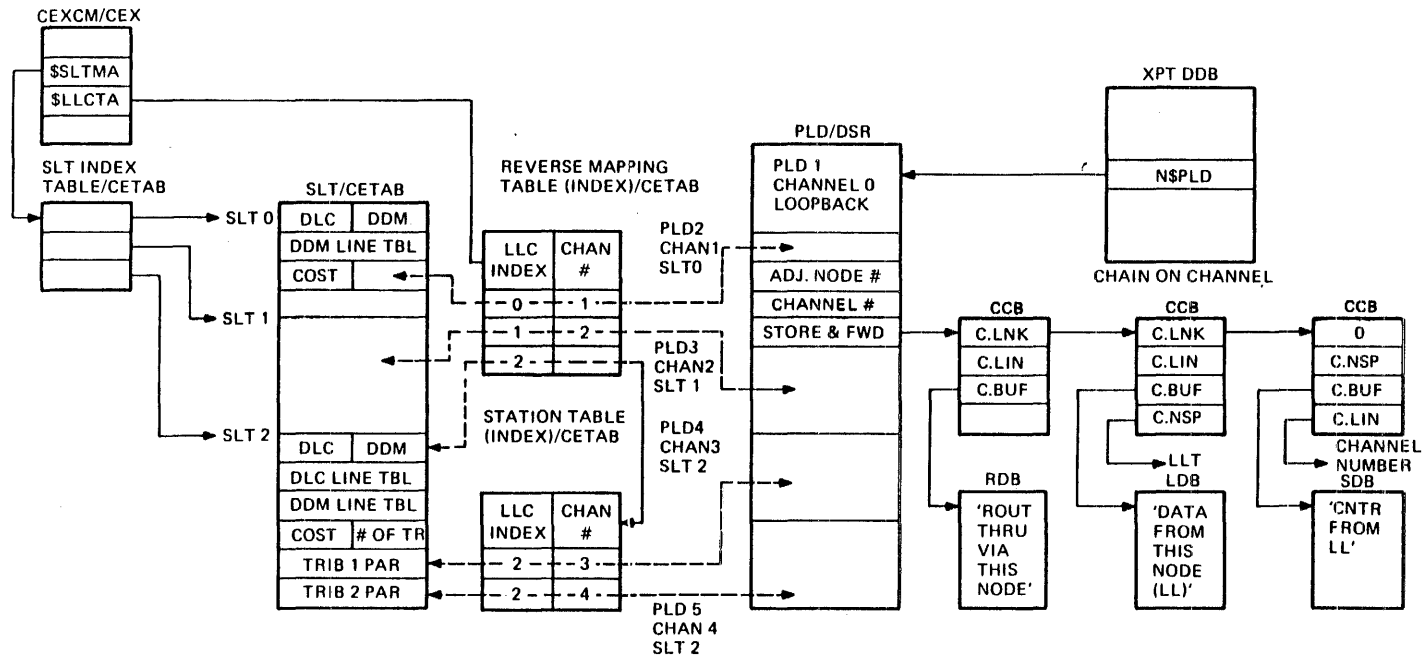 CEXCM/CEX
$SLTMA
$LLCTA
SLT INDEX
TABLE/CETAB
SLT/CETAB
SLT 0
DLC DDM
DDM LINE TBL
COST
SLT 1
SLT 2
DLC DDM
DLC LINE TBL
DDM LINE TBL
COST # OF TR
TRIB 1 PAR
TRIB 2 PAR
REVERSE MAPPING
TABLE (INDEX)/CETAB
LLC
INDEX
CHAN
#
0 1
1 2
2
STATION TABLE
(INDEX)/CETAB
LLC
INDEX
CHAN
#
2 3
2 4
PLD2
CHAN1
SLT0
PLD3
CHAN2
SLT 1
PLD4
CHAN3
SLT 2
PLD 5
CHAN 4
SLT 2
PLD/DSR
PLD 1
CHANNEL 0
LOOPBACK
ADJ. NODE #
CHANNEL #
STORE & FWD
XPT DDB
N$PLD
CHAIN ON CHANNEL
CCB
C.LNK
C.LIN
C.BUF
RDB
'ROUT
THRU
VIA
THIS
NODE'
CCB
C.LNK
C.LIN
C.BUF
C.NSP
LLT
LDB
'DATA
FROM
THIS
NODE
(LL)'
CCB
0
C.NSP
C.BUF
C.LIN
CHANNEL
NUMBER
SDB
'CNTR
FROM
LL'